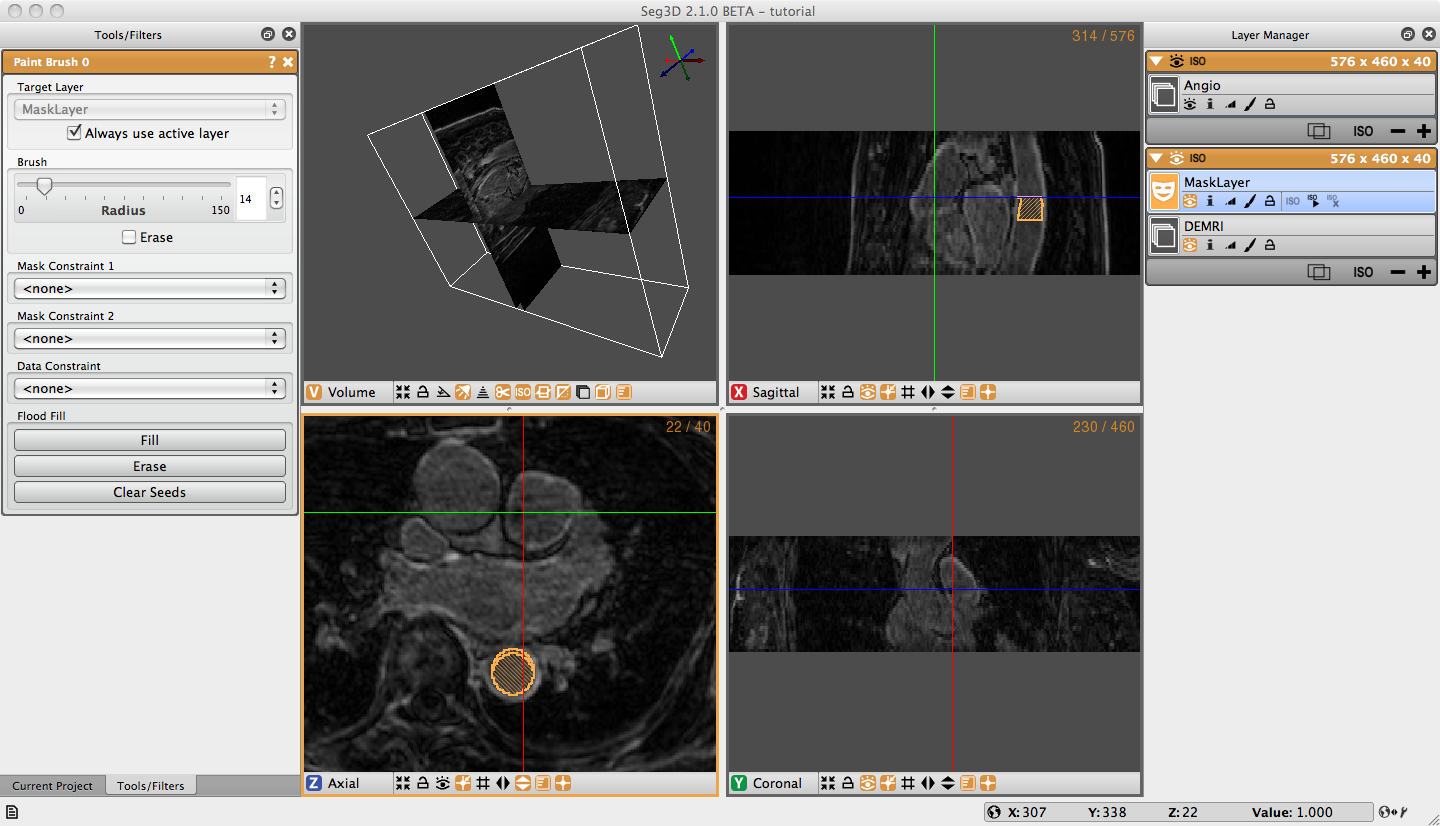 Seg3D 2.1.0 BETA - tutorial
Tools/Filters
Paint Brush 0
?
Target Layer
MaskLayer
Always use active layer
Brush
0 Radius 150
14
Erase
Mask Constraint 1
<none>
Mask Constraint 2
<none>
Data Constraint
<none>
Flood Fill
Fill
Erase
Clear Seeds
Current Project
Tools/Filters
V Volume
ISO
314 / 576
X Sagittal
22 / 40
Z Axial
230 / 460
Y Coronal
Layer Manager
ISO 576 x 460 x 40
Angio
ISO
ISO 576 x 460 x 40
MaskLayer
ISO ISO ISO
DEMRI
ISO
X: 307 Y: 338 Z: 22 Value: 1.000